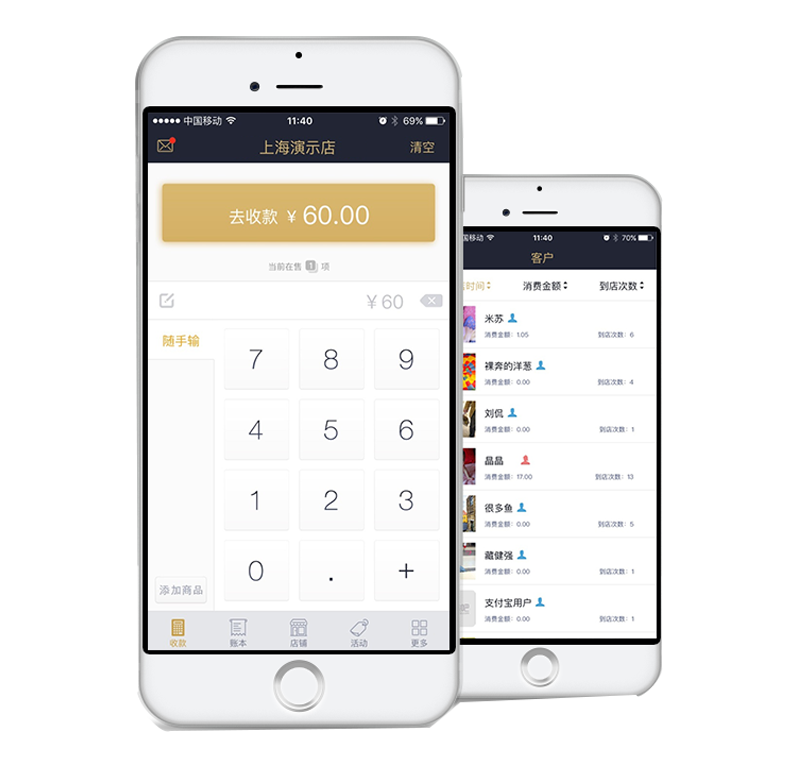 中国移动 11:40 69%
上海演示店 清空
去收款 ¥ 60.00
当前在售 1 项
¥ 60
随手输
7 8 9
4 5 6
1 2 3
0 . +
添加商品
收款 账本 店铺 活动 更多
国移动 11:40 70%
客户
时间 消费金额 到店次数
米苏
消费金额: 1.05 到店次数: 6
裸奔的洋葱
消费金额: 0.00 到店次数: 4
刘侃
消费金额: 0.00 到店次数: 1
晶晶
消费金额: 17.00 到店次数: 13
很多鱼
消费金额: 0.00 到店次数: 5
藏健强
消费金额: 0.00 到店次数: 1
支付宝用户
消费金额: 0.00 到店次数: 1